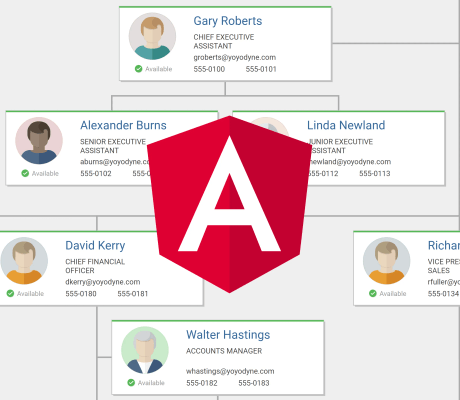 Gary Roberts
CHIEF EXECUTIVE
ASSISTANT
groberts@yoyodyne.com
Available
555-0100 555-0101
Alexander Burns
SENIOR EXECUTIVE
ASSISTANT
aburns@yoyodyne.co
Available
555-0102
Linda Newland
JUNIOR EXECUTIVE
ASSISTANT
newland@yoyodyne.com
555-0112 555-0113
A
David Kerry
CHIEF FINANCIAL
OFFICER
dkerry@yoyodyne.com
Available
555-0180 555-0181
Richar
VICE PRES
SALES
rfuller@yo
Available
555-0134
Walter Hastings
ACCOUNTS MANAGER
whastings@yoyodyne.com
Available
555-0182 555-0183